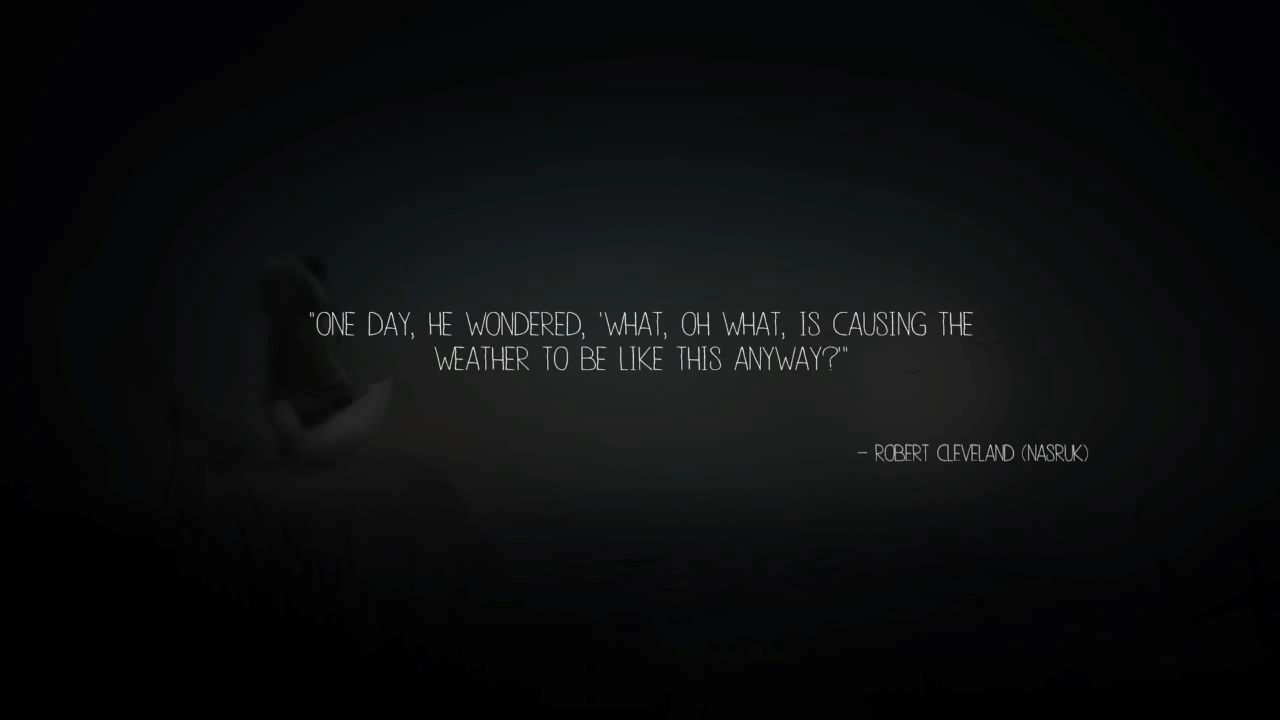 "ONE DAY, HE WONDERED, 'WHAT, OH WHAT, IS CAUSING THE
WEATHER TO BE LIKE THIS ANYWAY?'"
– ROBERT CLEVELAND (NASRUK)